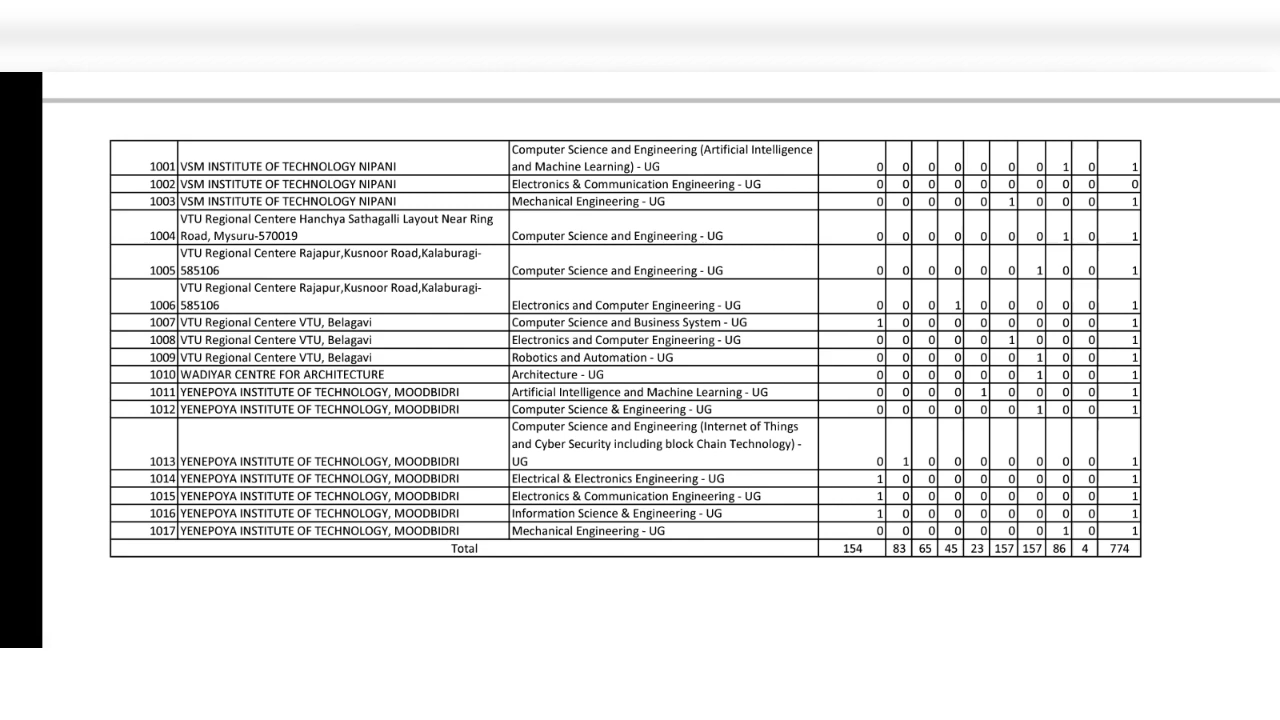 Computer Science and Engineering (Artificial Intelligence
1001 VSM INSTITUTE OF TECHNOLOGY NIPANI and Machine Learning) - UG 0 0 0 0 0 0 0 1 0 1
1002 VSM INSTITUTE OF TECHNOLOGY NIPANI Electronics & Communication Engineering - UG 0 0 0 0 0 0 0 0 0 0
1003 VSM INSTITUTE OF TECHNOLOGY NIPANI Mechanical Engineering - UG 0 0 0 0 0 1 0 0 0 1
VTU Regional Centere Hanchya Sathagalli Layout Near Ring
1004 Road, Mysuru-570019 Computer Science and Engineering - UG 0 0 0 0 0 0 0 1 0 1
VTU Regional Centere Rajapur,Kusnoor Road,Kalaburagi-
1005 585106 Computer Science and Engineering - UG 0 0 0 0 0 0 1 0 0 1
VTU Regional Centere Rajapur,Kusnoor Road,Kalaburagi-
1006 585106 Electronics and Computer Engineering - UG 0 0 0 1 0 0 0 0 0 1
1007 VTU Regional Centere VTU, Belagavi Computer Science and Business System - UG 1 0 0 0 0 0 0 0 0 1
1008 VTU Regional Centere VTU, Belagavi Electronics and Computer Engineering - UG 0 0 0 0 0 1 0 0 0 1
1009 VTU Regional Centere VTU, Belagavi Robotics and Automation - UG 0 0 0 0 0 0 1 0 0 1
1010 WADIYAR CENTRE FOR ARCHITECTURE Architecture - UG 0 0 0 0 0 0 1 0 0 1
1011 YENEPOYA INSTITUTE OF TECHNOLOGY, MOODBIDRI Artificial Intelligence and Machine Learning - UG 0 0 0 0 1 0 0 0 0 1
1012 YENEPOYA INSTITUTE OF TECHNOLOGY, MOODBIDRI Computer Science & Engineering - UG 0 0 0 0 0 0 1 0 0 1
Computer Science and Engineering (Internet of Things
and Cyber Security including block Chain Technology) -
1013 YENEPOYA INSTITUTE OF TECHNOLOGY, MOODBIDRI UG 0 1 0 0 0 0 0 0 0 1
1014 YENEPOYA INSTITUTE OF TECHNOLOGY, MOODBIDRI Electrical & Electronics Engineering - UG 1 0 0 0 0 0 0 0 0 1
1015 YENEPOYA INSTITUTE OF TECHNOLOGY, MOODBIDRI Electronics & Communication Engineering - UG 1 0 0 0 0 0 0 0 0 1
1016 YENEPOYA INSTITUTE OF TECHNOLOGY, MOODBIDRI Information Science & Engineering - UG 1 0 0 0 0 0 0 0 0 1
1017 YENEPOYA INSTITUTE OF TECHNOLOGY, MOODBIDRI Mechanical Engineering - UG 0 0 0 0 0 0 0 1 0 1
Total 154 83 65 45 23 157 157 86 4 774